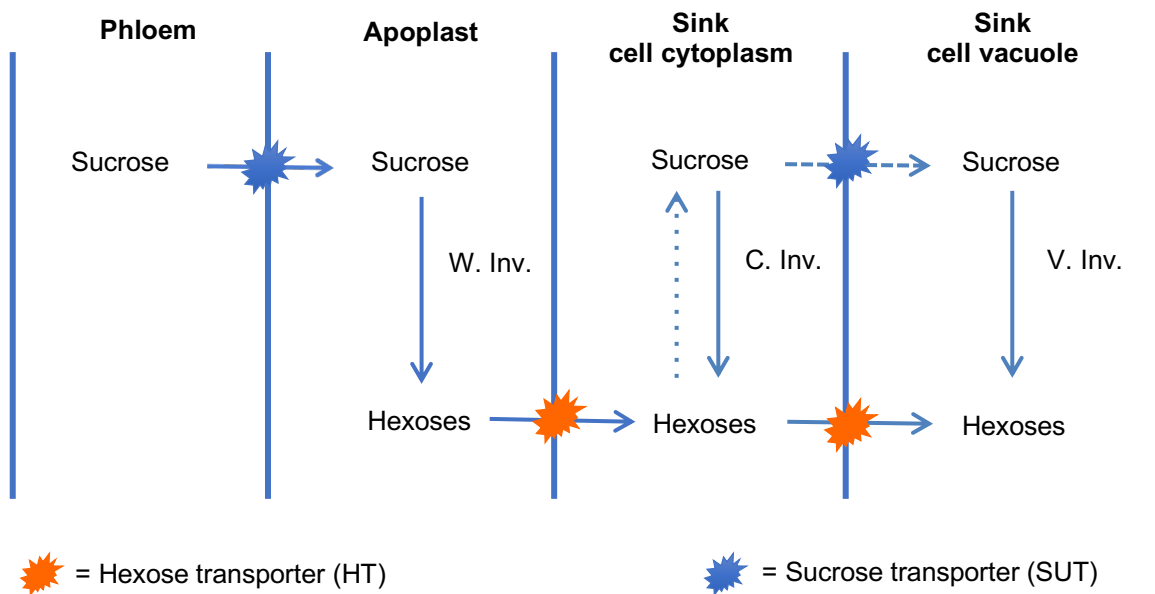 Phloem
Apoplast
Sink
cell cytoplasm
Sink
cell vacuole
Sucrose
Sucrose
Sucrose
Sucrose
W. Inv.
C. Inv.
V. Inv.
Hexoses
Hexoses
Hexoses
= Hexose transporter (HT)
= Sucrose transporter (SUT)